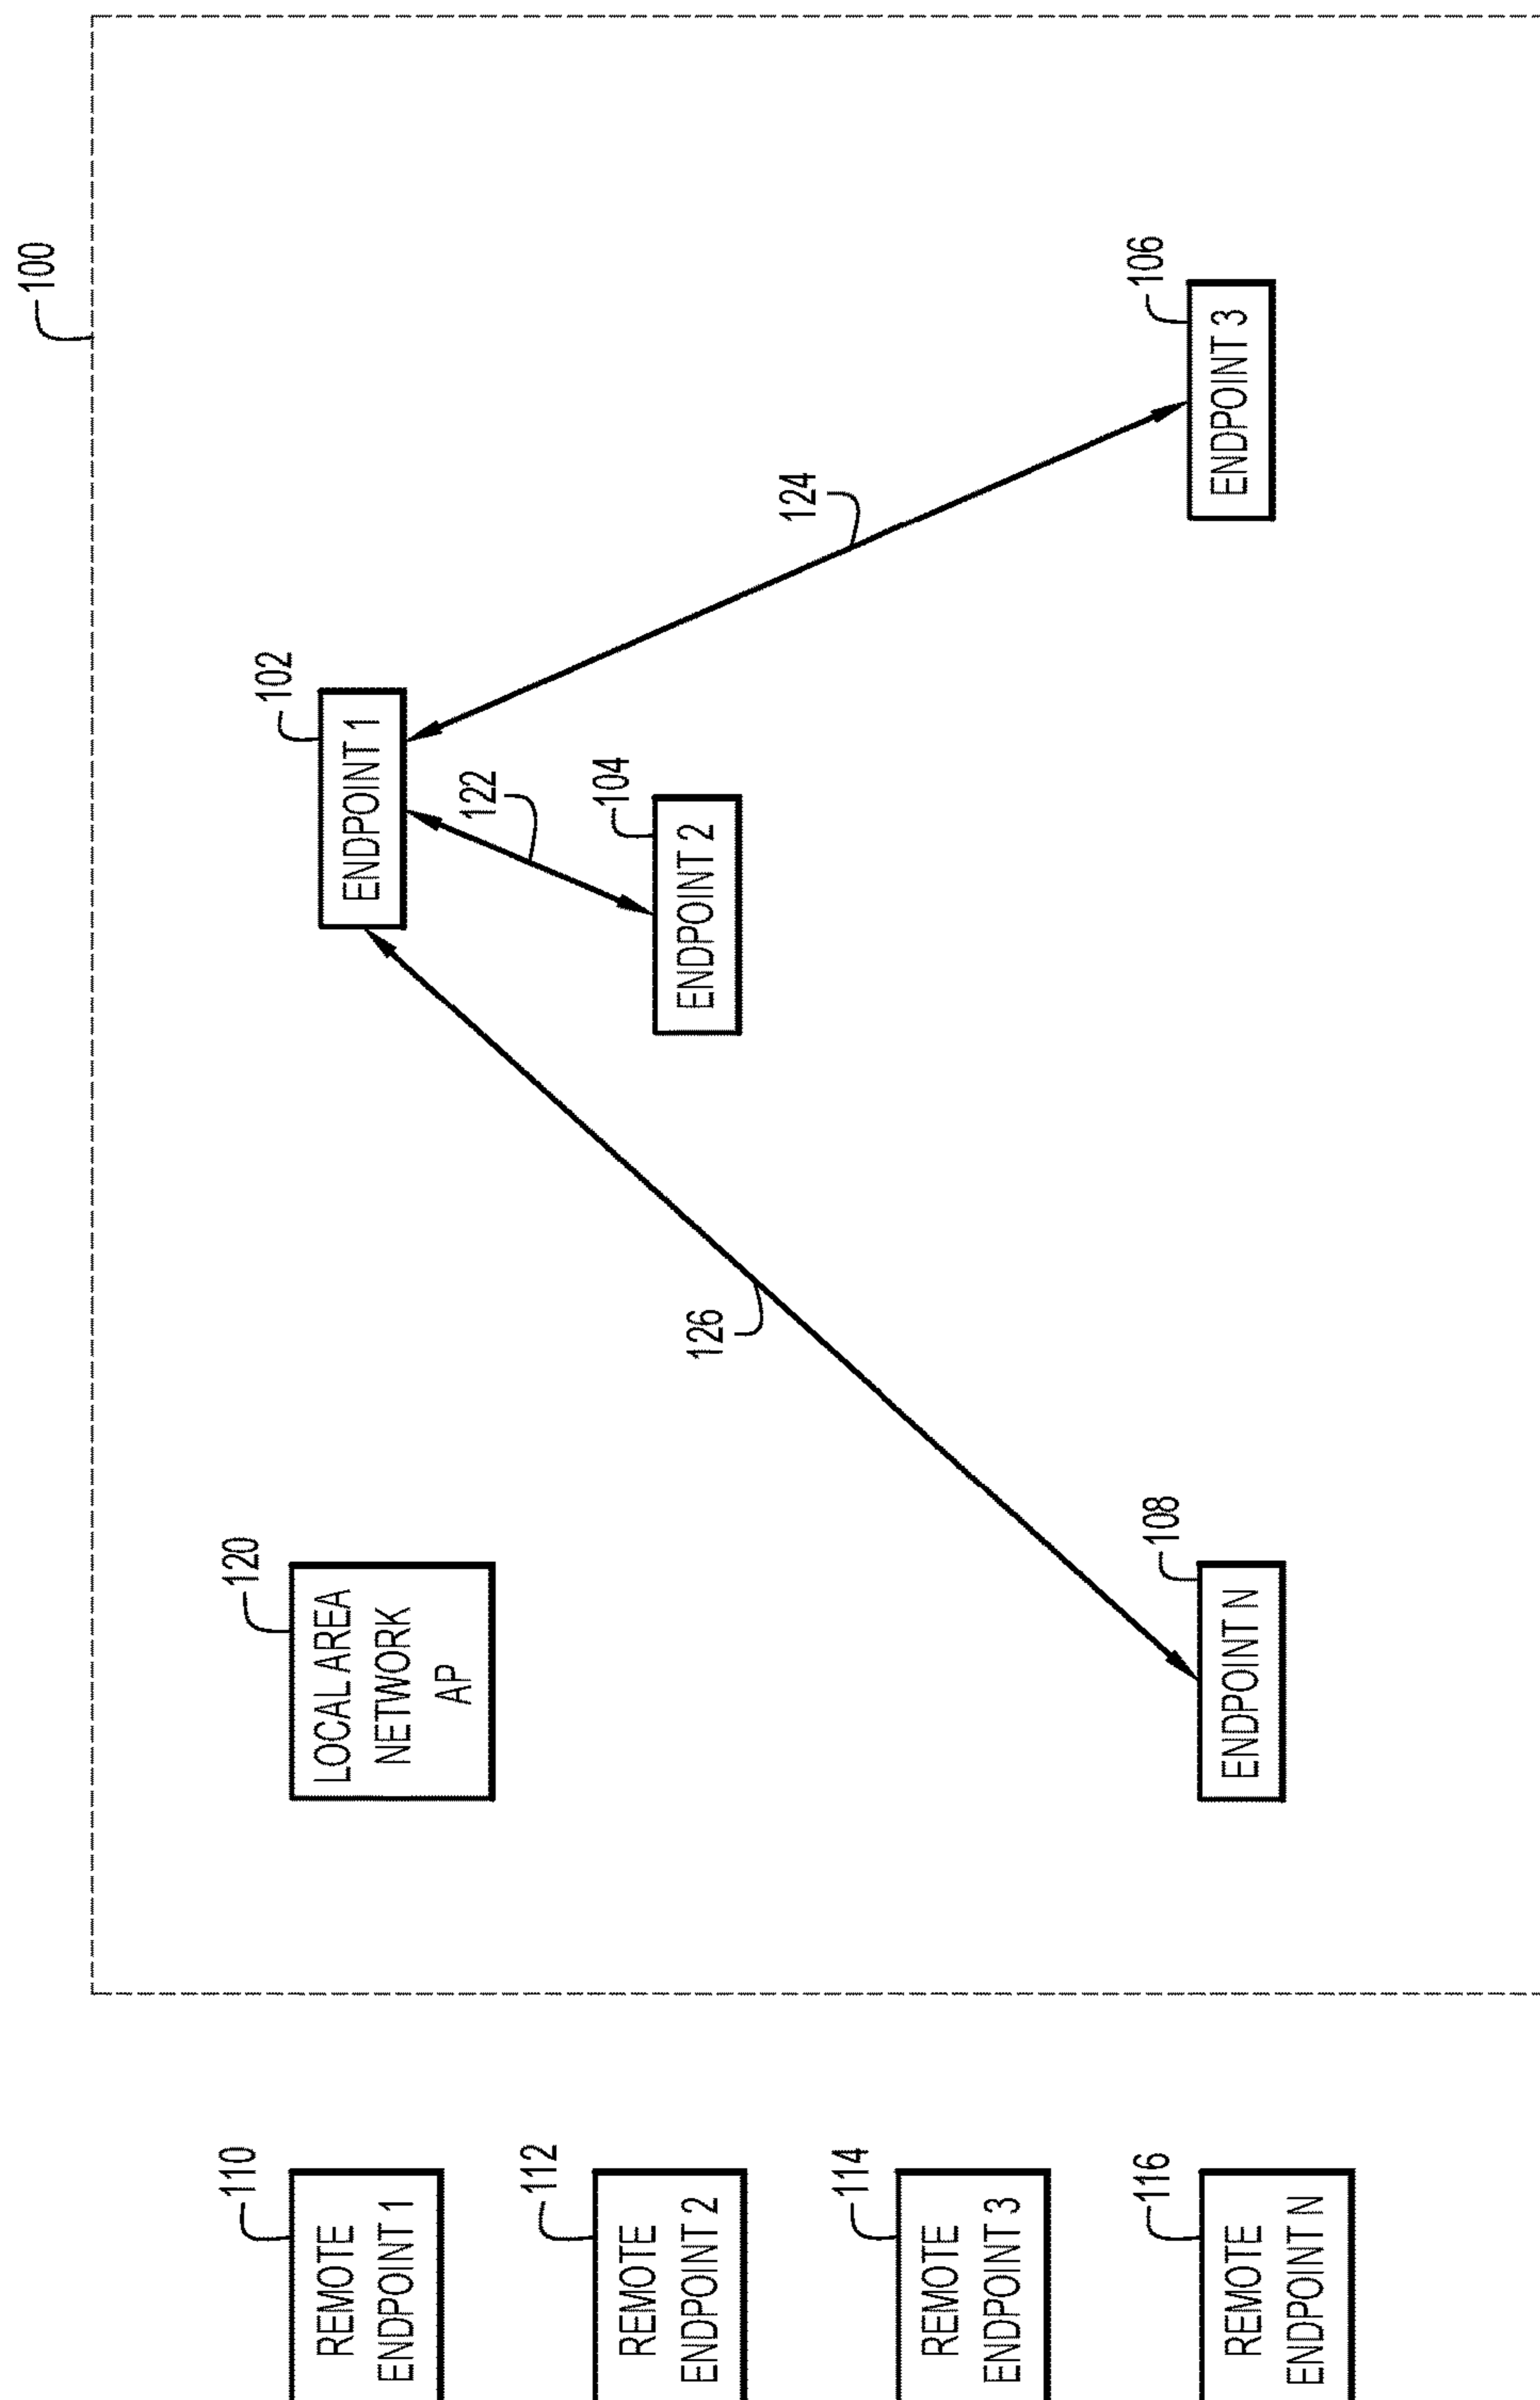 100
REMOTE
ENDPOINT 1
110
LOCAL AREA
NETWORK
AP
120
ENDPOINT 1
102
122
REMOTE
ENDPOINT 2
112
ENDPOINT 2
104
126
124
REMOTE
ENDPOINT 3
114
REMOTE
ENDPOINT N
116
ENDPOINT N
108
ENDPOINT 3
106